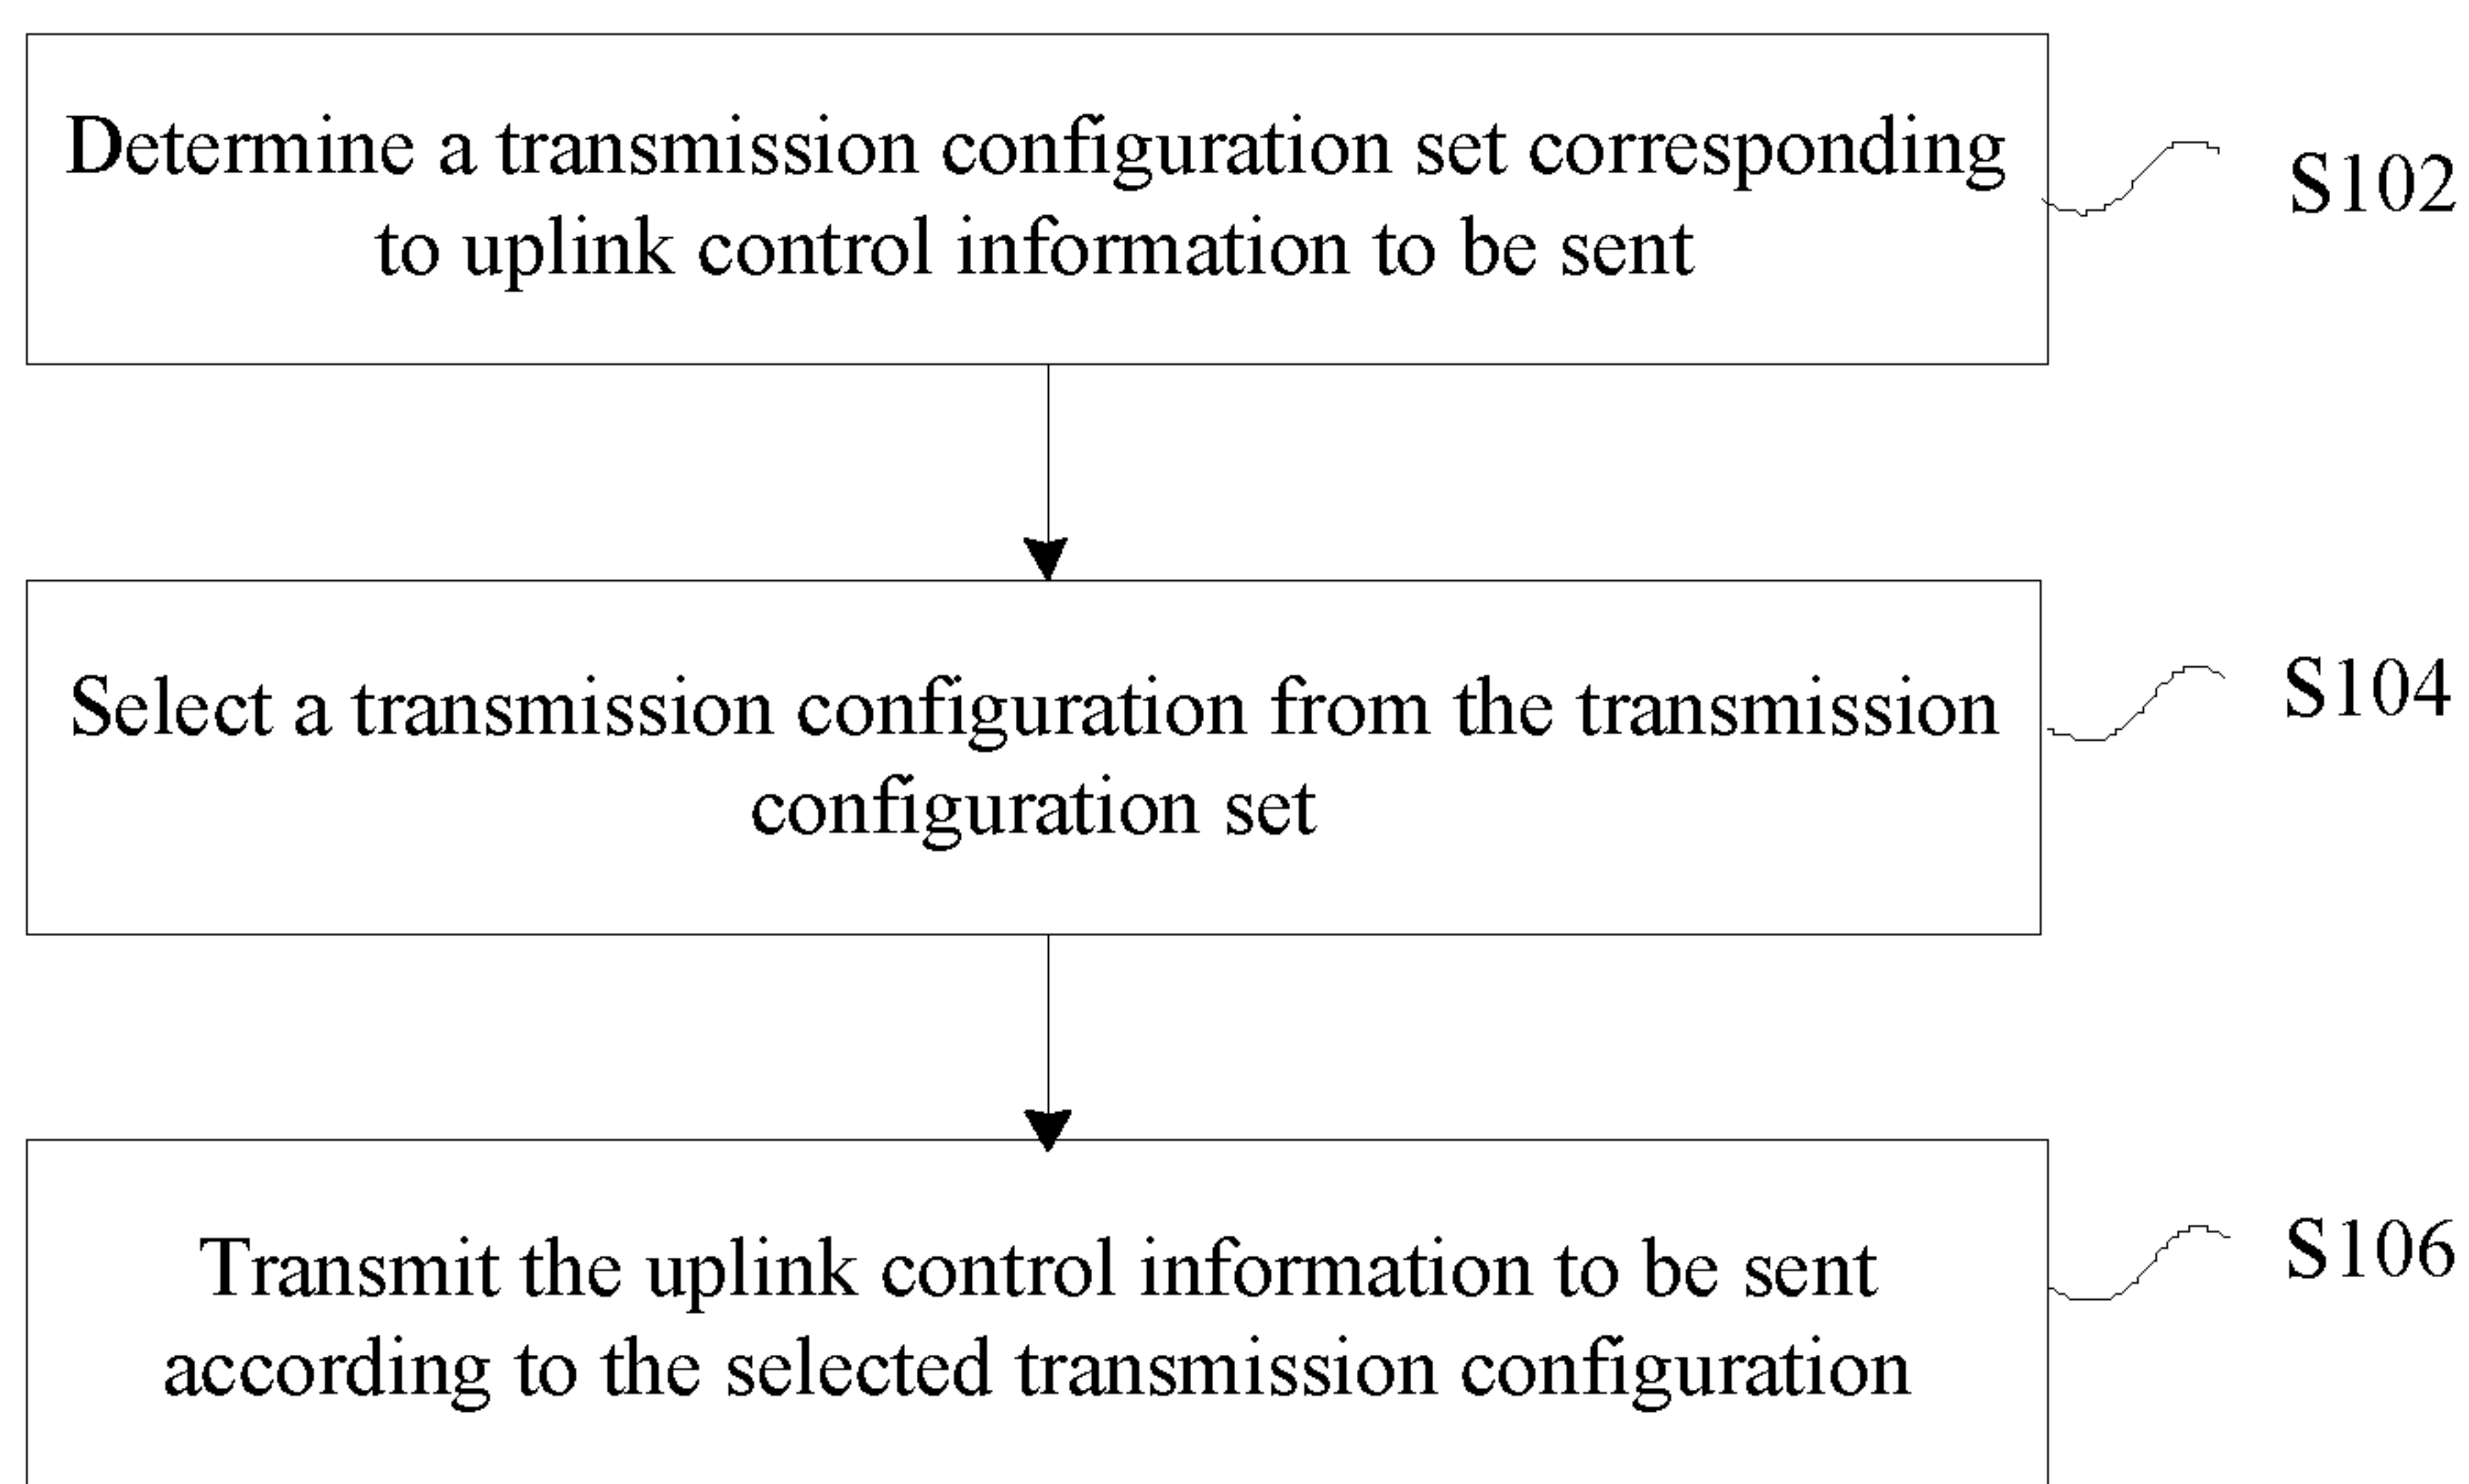 Determine a transmission configuration set corresponding
to uplink control information to be sent
S102
Select a transmission configuration from the transmission
configuration set
S104
Transmit the uplink control information to be sent
according to the selected transmission configuration
S106